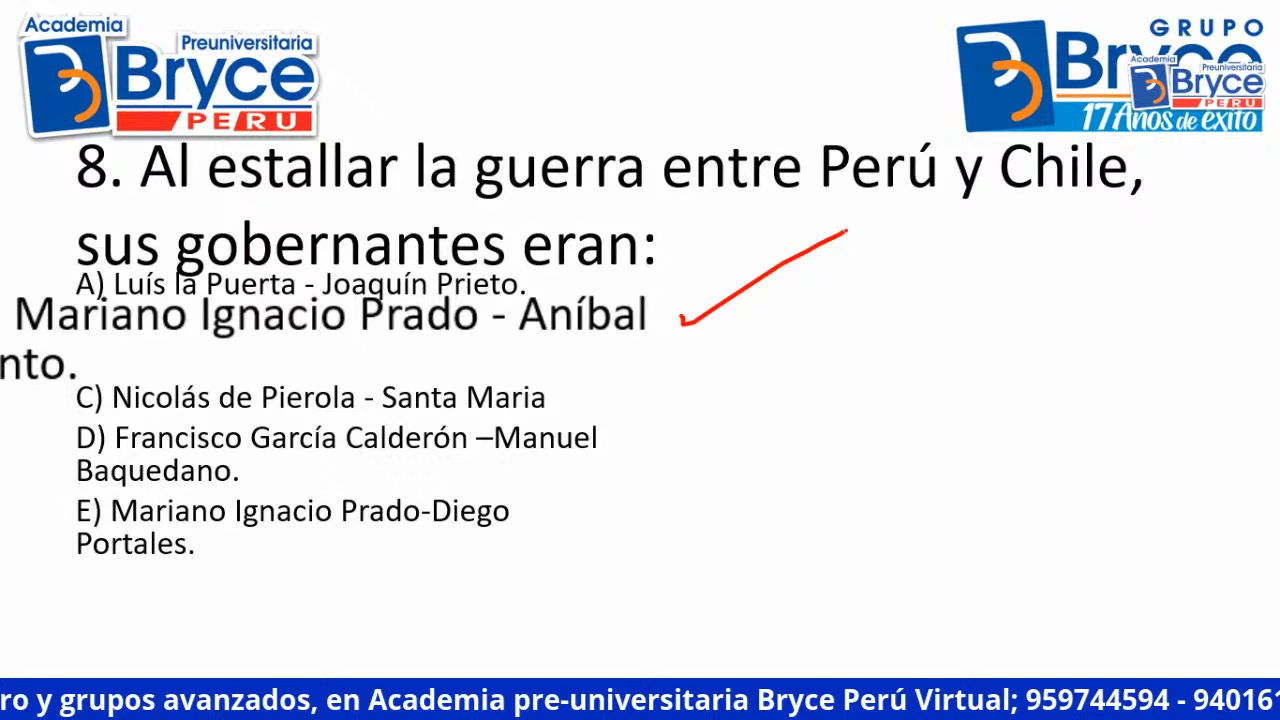 Academia
Preuniversitaria
Bryce
PERU
GRUPO
Bryce
17 Años de éxito
Academia
Preuniversitaria
Bryce
PERU
8. Al estallar la guerra entre Perú y Chile,
sus gobernantes eran:
A) Luís la Puerta - Joaquín Prieto.
Mariano Ignacio Prado - Aníbal
nto.
C) Nicolás de Pierola - Santa Maria
D) Francisco García Calderón –Manuel
Baquedano.
E) Mariano Ignacio Prado-Diego
Portales.
ro y grupos avanzados, en Academia pre-universitaria Bryce Perú Virtual; 959744594 - 94016